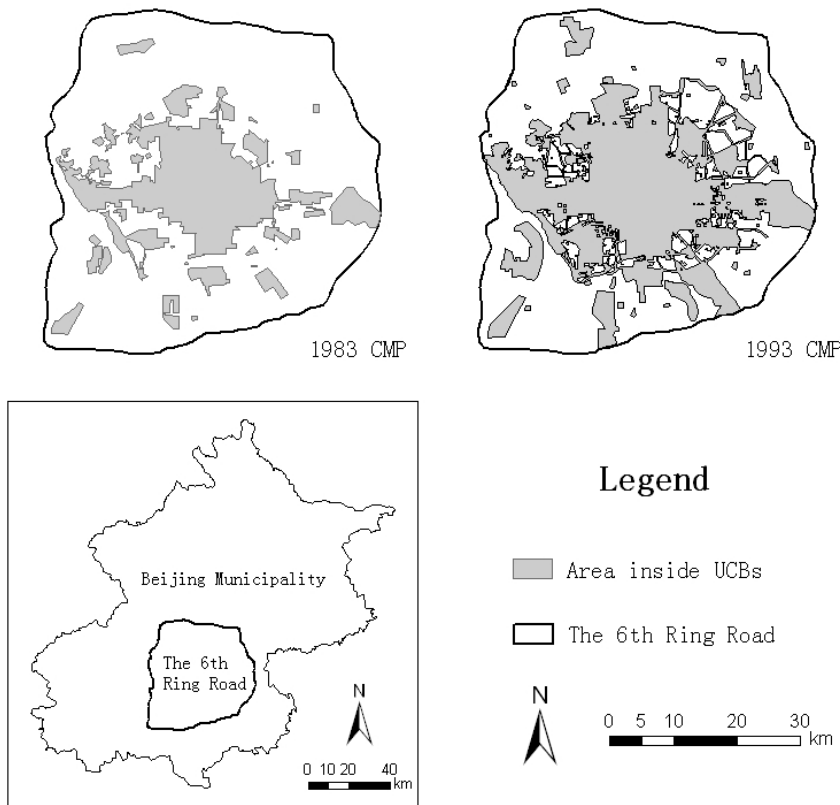 1983 CMP
1993 CMP
Beijing Municipality
The 6th
Ring Road
N
0 10 20 40
km
Legend
Area inside UCBs
The 6th Ring Road
N
0 5 10 20 30
km